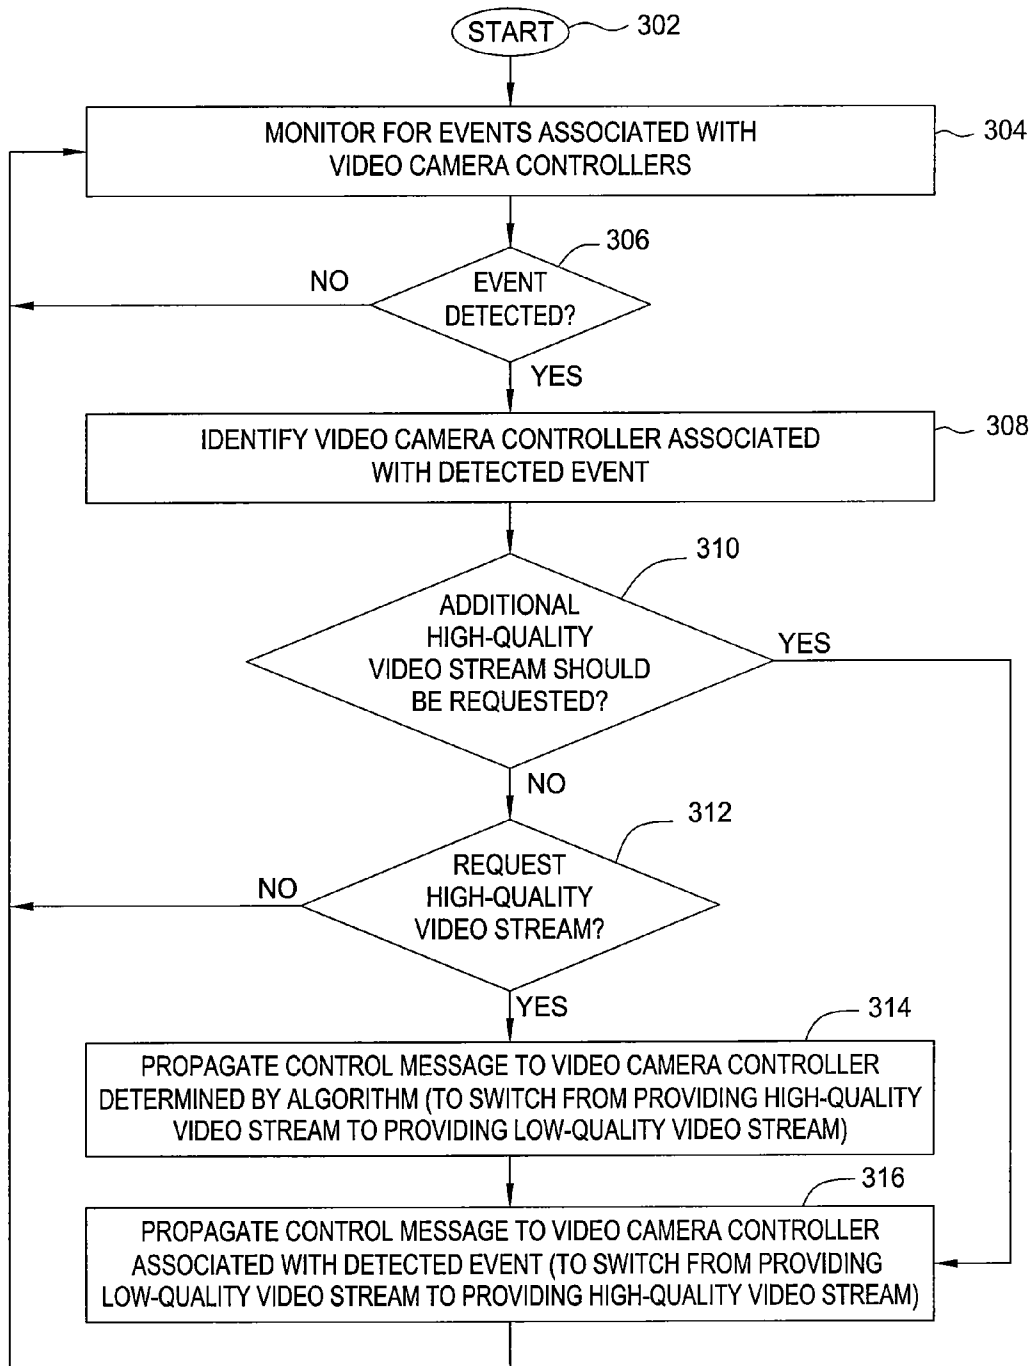 START
302
MONITOR FOR EVENTS ASSOCIATED WITH
VIDEO CAMERA CONTROLLERS
304
306
NO
EVENT
DETECTED?
YES
IDENTIFY VIDEO CAMERA CONTROLLER ASSOCIATED
WITH DETECTED EVENT
308
310
ADDITIONAL
HIGH-QUALITY
VIDEO STREAM SHOULD
BE REQUESTED?
YES
NO
312
REQUEST
HIGH-QUALITY
VIDEO STREAM?
NO
YES
314
PROPAGATE CONTROL MESSAGE TO VIDEO CAMERA CONTROLLER
DETERMINED BY ALGORITHM (TO SWITCH FROM PROVIDING HIGH-QUALITY
VIDEO STREAM TO PROVIDING LOW-QUALITY VIDEO STREAM)
316
PROPAGATE CONTROL MESSAGE TO VIDEO CAMERA CONTROLLER
ASSOCIATED WITH DETECTED EVENT (TO SWITCH FROM PROVIDING
LOW-QUALITY VIDEO STREAM TO PROVIDING HIGH-QUALITY VIDEO STREAM)